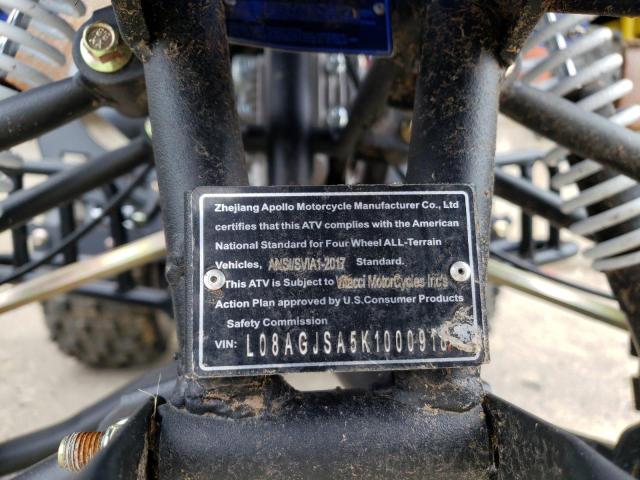 Zhejiang Apollo Motorcycle Manufacturer Co., Ltd
certifies that this ATV complies with the American
National Standard for Four Wheel ALL-Terrain
Vehicles, ANSI/SVIA1-2017 Standard.
This ATV is Subject to Vitacci MotorCycles Inc's
Action Plan approved by U.S.Consumer Products
Safety Commission
VIN: